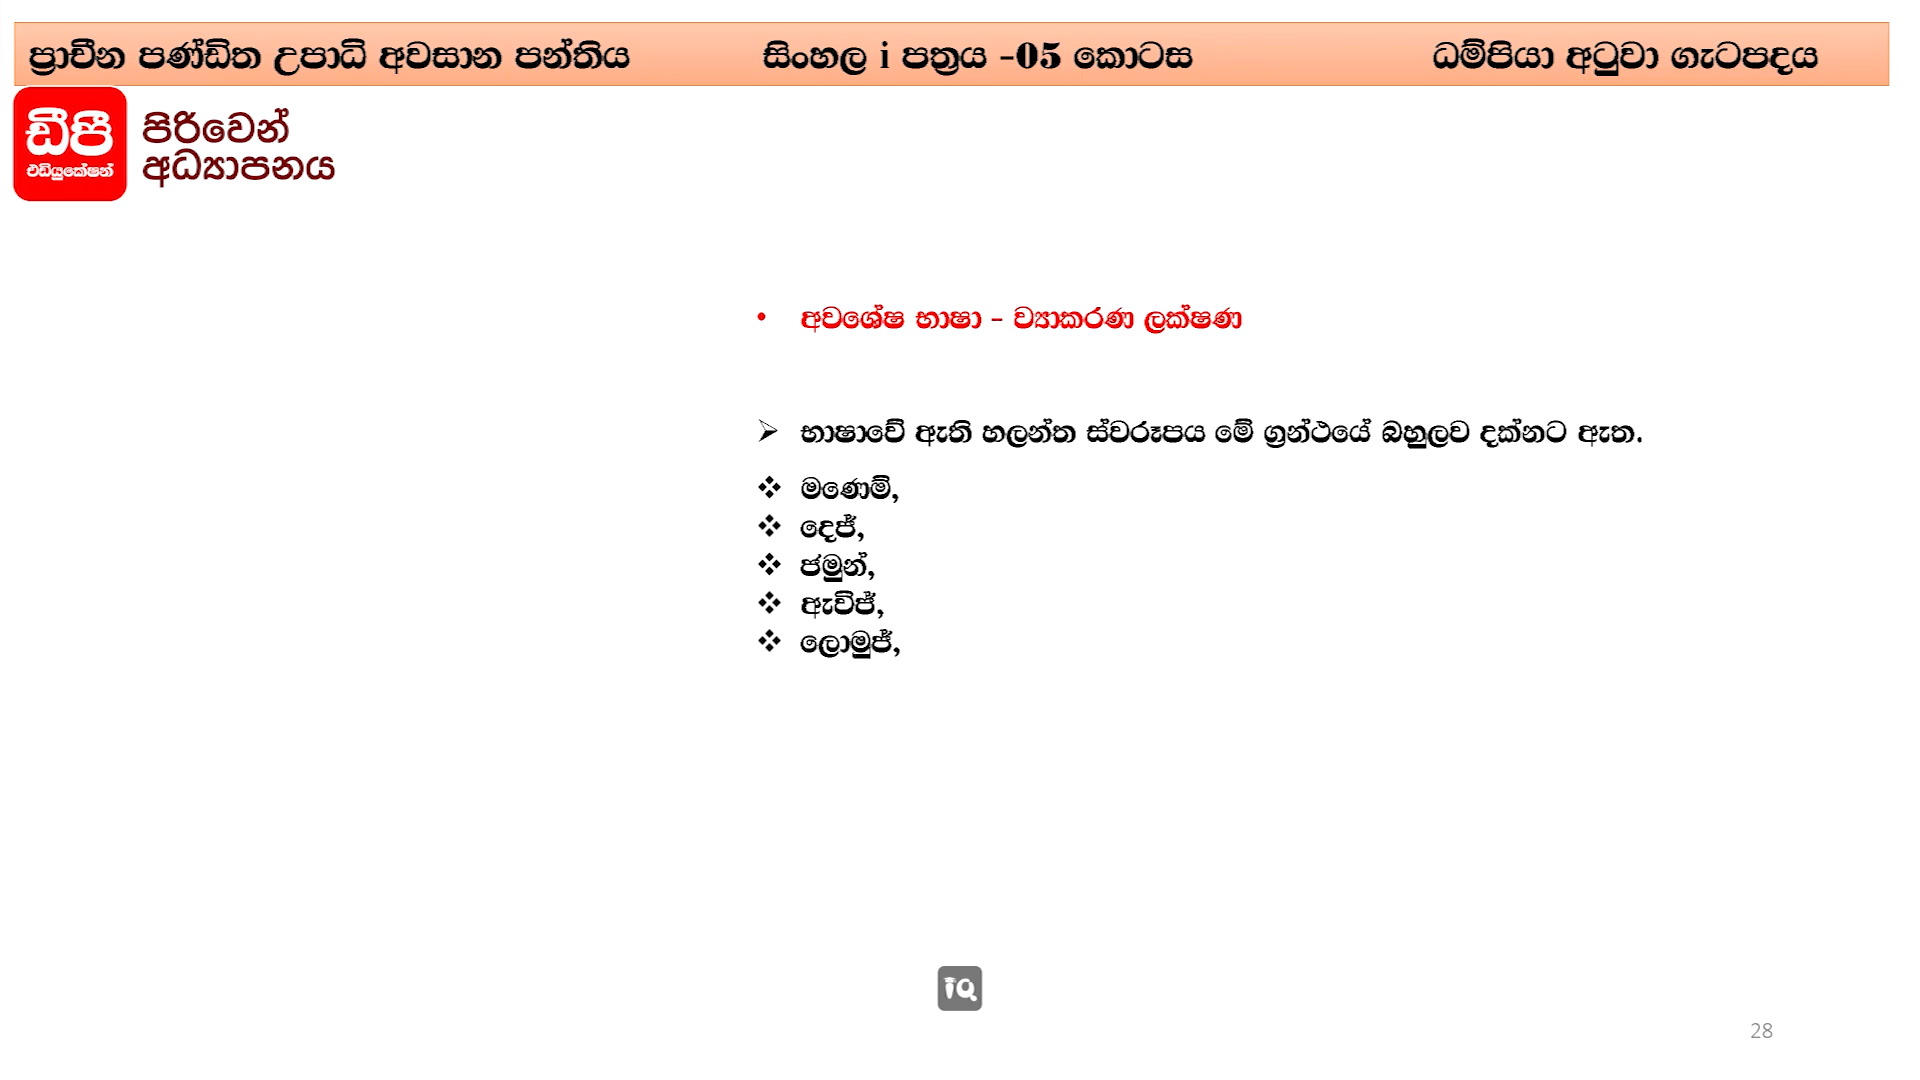 ප්‍රාචීන පණ්ඩිත උපාධි අවසාන පන්තිය සිංහල i පත්‍රය -05 කොටස ධම්පියා අටුවා ගැටපදය
ඩීපී
එඩියුකේෂන්
පිරිවෙන්
අධ්‍යාපනය
• අවශේෂ භාෂා - ව්‍යාකරණ ලක්ෂණ
➢ භාෂාවේ ඇති හලන්ත ස්වරූපය මේ ග්‍රන්ථයේ බහුලව දක්නට ඇත.
❖ මණෙම්,
❖ දෙජ්,
❖ ජමුන්,
❖ ඇවිජ්,
❖ ලොමුජ්,
iQ
28